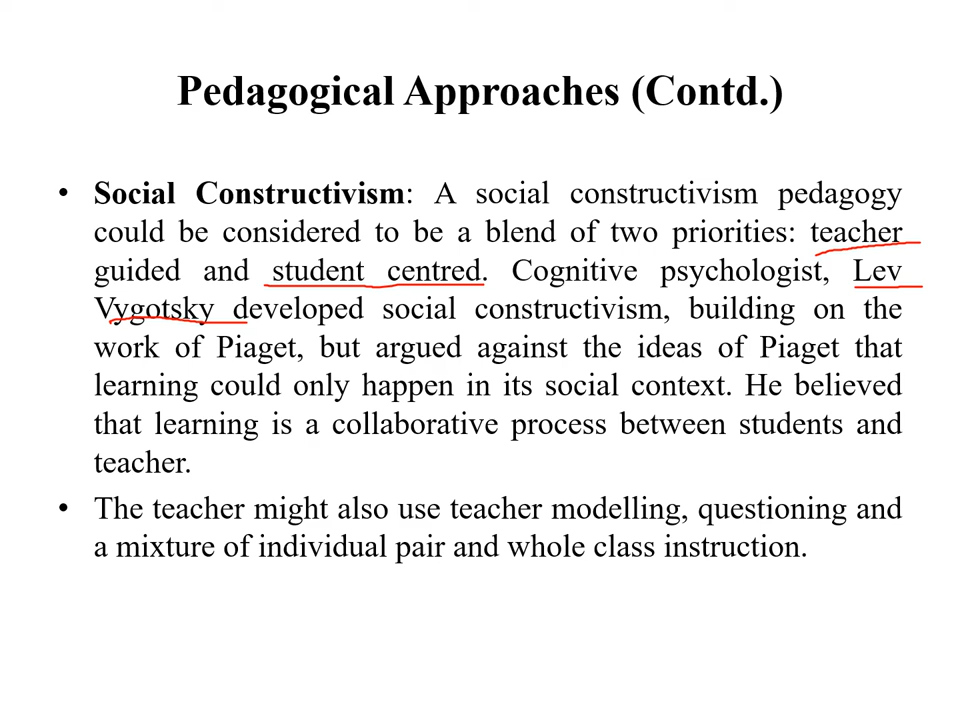 Pedagogical Approaches (Contd.)
• Social Constructivism: A social constructivism pedagogy
could be considered to be a blend of two priorities: teacher
guided and student centred. Cognitive psychologist, Lev
Vygotsky developed social constructivism, building on the
work of Piaget, but argued against the ideas of Piaget that
learning could only happen in its social context. He believed
that learning is a collaborative process between students and
teacher.
• The teacher might also use teacher modelling, questioning and
a mixture of individual pair and whole class instruction.